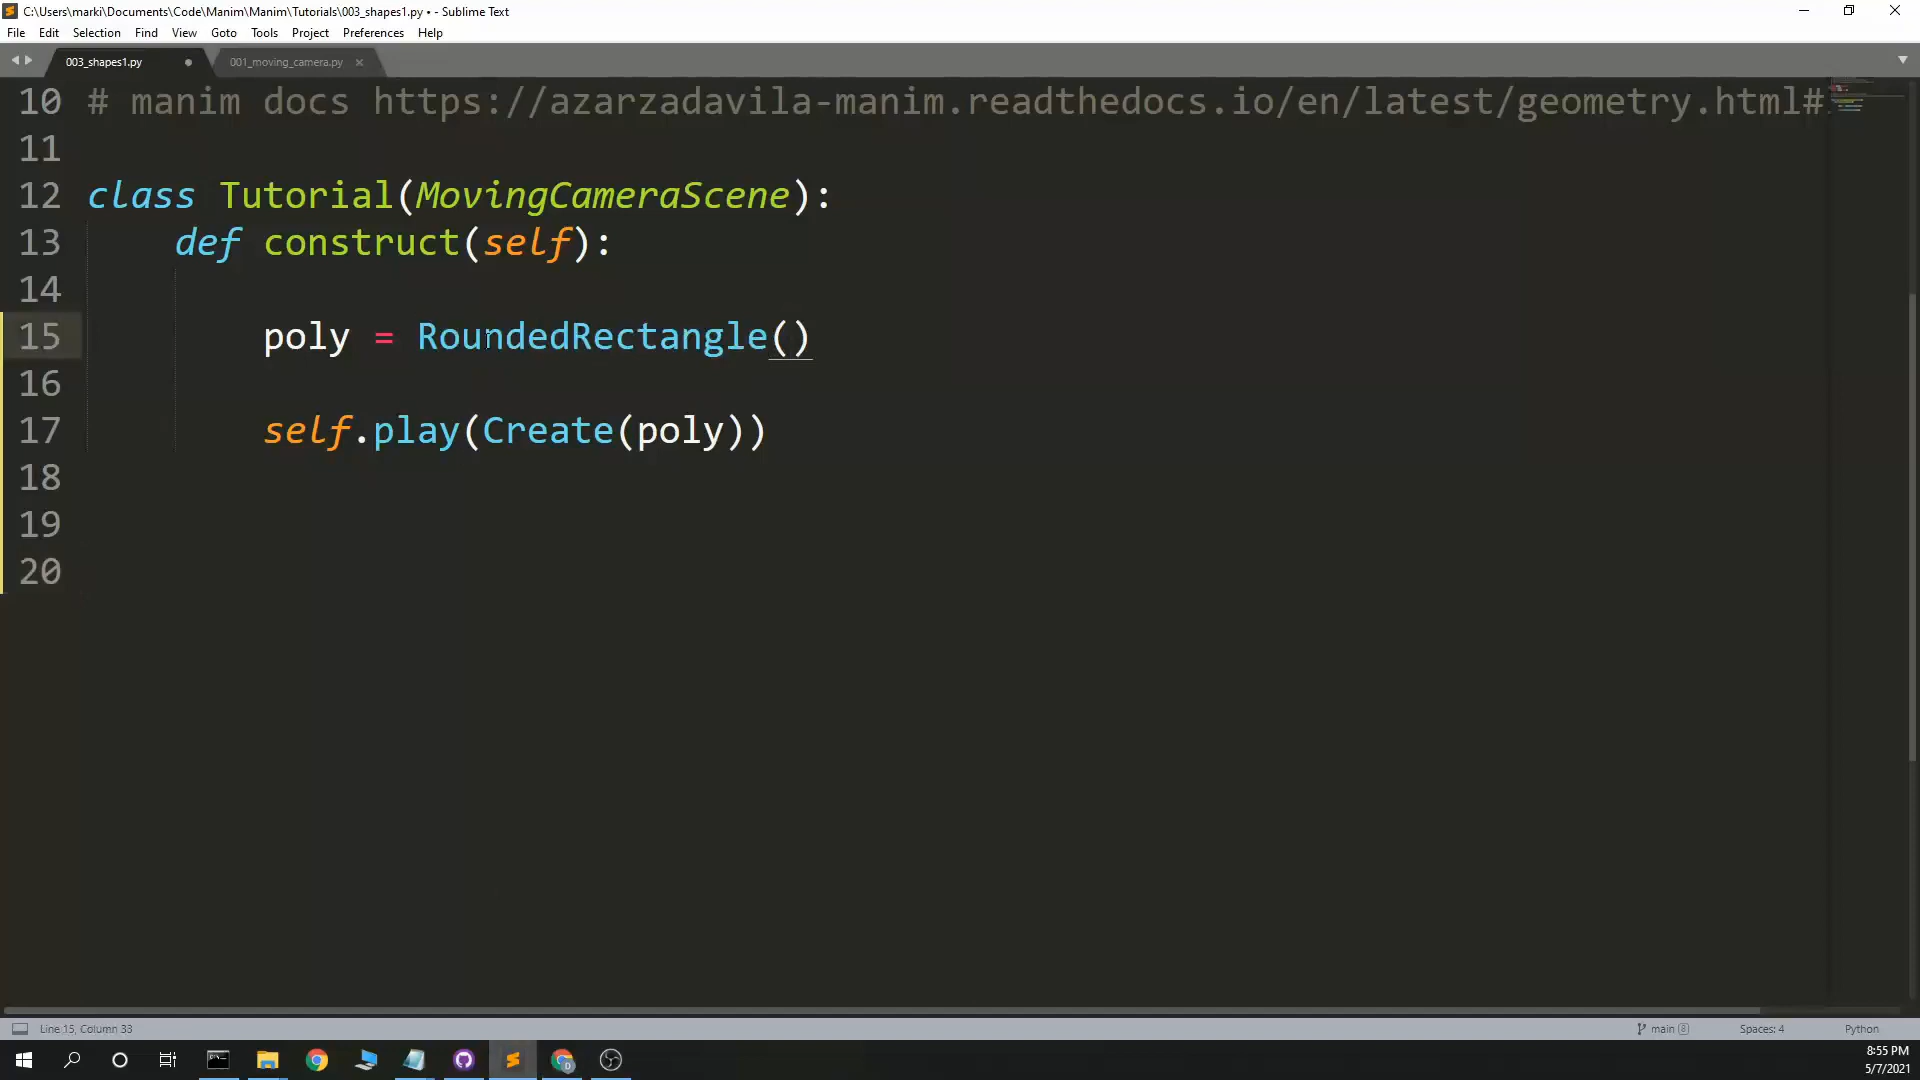 C:\Users\marki\Documents\Code\Manim\Manim\Tutorials\003_shapes1.py • - Sublime Text
File Edit Selection Find View Goto Tools Project Preferences Help
003_shapes1.py 001_moving_camera.py
10 # manim docs https://azarzadavila-manim.readthedocs.io/en/latest/geometry.html#
11
12 class Tutorial(MovingCameraScene):
13 def construct(self):
14
15 poly = RoundedRectangle()
16
17 self.play(Create(poly))
18
19
20
Line 15, Column 33 main 8 Spaces: 4 Python
8:55 PM
5/7/2021